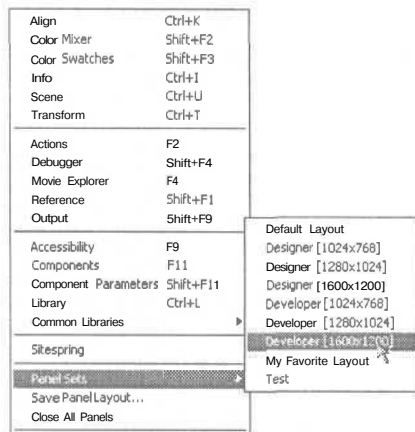 Align Ctrl+K
Color Mixer Shift+F2
Color Swatches Shift+F3
Info Ctrl+I
Scene Ctrl+U
Transform Ctrl+T
Actions F2
Debugger Shift+F4
Movie Explorer F4
Reference Shift+F1
Output 5hift+F9
Accessibility F9
Components F11
Component Parameters Shift+F11
Library Ctrl+L
Common Libraries
Sitespring
Panel Sets
Save Panel Layout...
Close All Panels
Default Layout
Designer [1024x768]
Designer [1280x1024]
Designer [1600x1200]
Developer [1024x768]
Developer [1280x1024]
Developer [1600x1200]
My Favorite Layout
Test